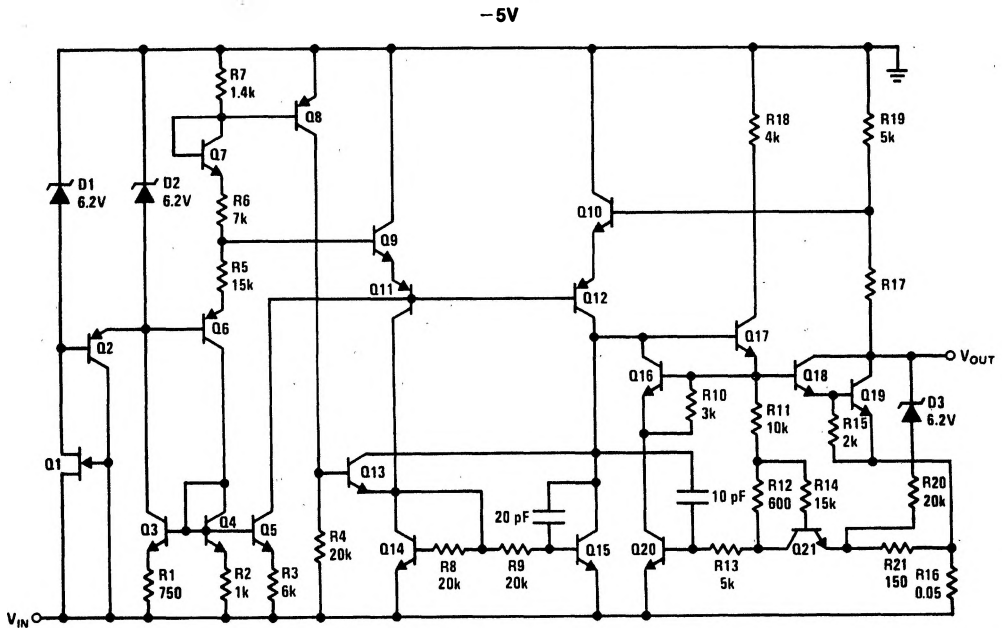 −5V
R7
1.4k
Q8
R18
4k
R19
5k
Q7
D1
6.2V
D2
6.2V
R6
7k
Q10
Q9
R5
15k
R17
Q11
Q12
Q6
Q2
Q17
VOUT
Q16
Q18
Q19
R10
3k
D3
6.2V
R11
10k
R15
2k
Q1
Q13
R20
20k
10 pF
R12
600
R14
15k
Q3
Q4
Q5
20 pF
R4
20k
Q14
Q15
Q20
Q21
R8
20k
R9
20k
R13
5k
R21
150
R1
750
R2
1k
R3
6k
R16
0.05
VIN